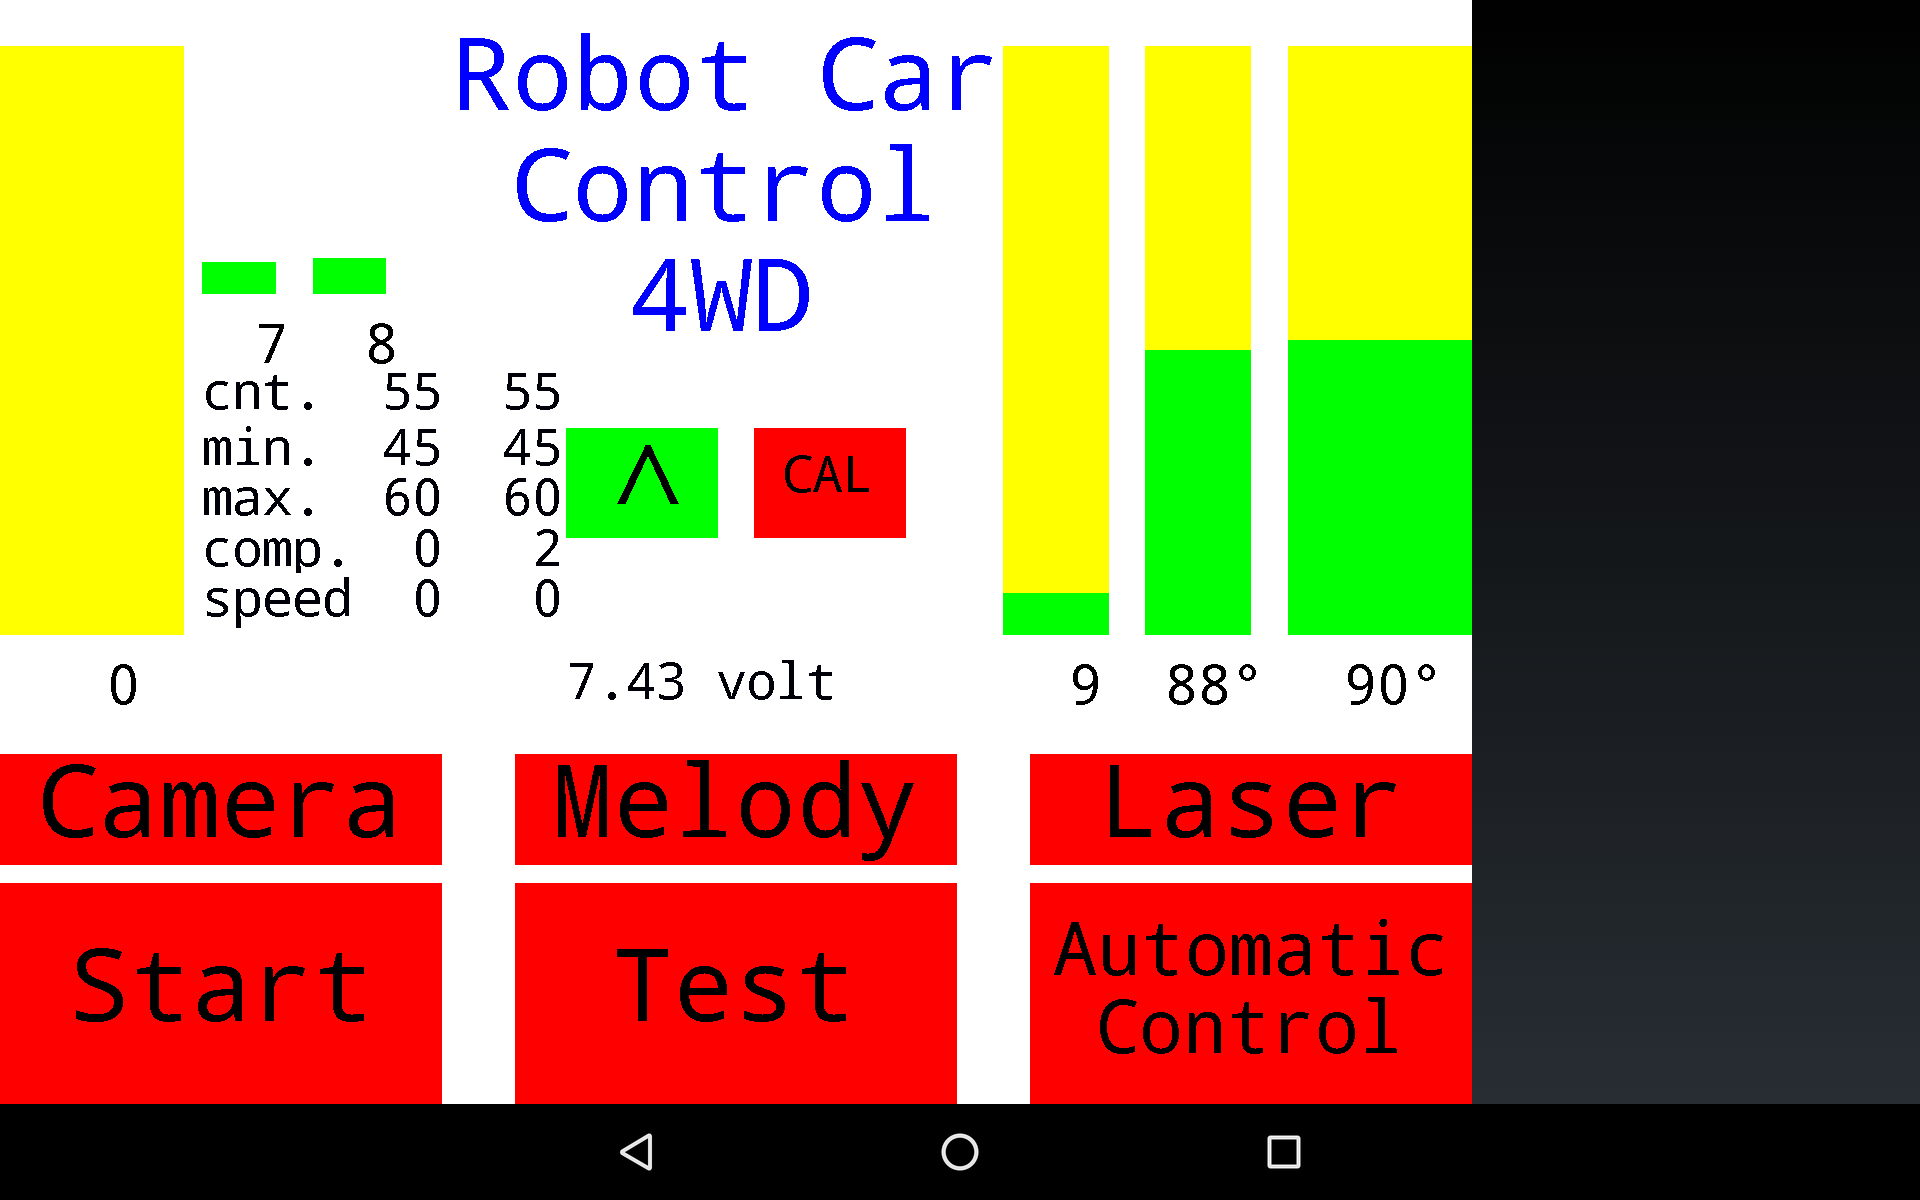 Robot Car
Control
4WD
7 8
cnt. 55 55
min. 45 45
max. 60 60
comp. 0 2
speed 0 0
^
CAL
0
7.43 volt
9
88°
90°
Camera
Melody
Laser
Start
Test
Automatic
Control